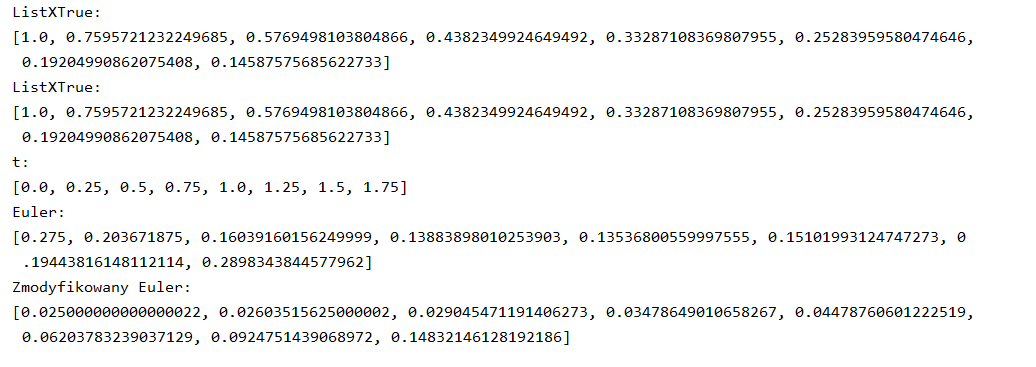 ListXTrue:
[1.0, 0.7595721232249685, 0.5769498103804866, 0.4382349924649492, 0.33287108369807955, 0.25283959580474646,
0.19204990862075408, 0.14587575685622733]
ListXTrue:
[1.0, 0.7595721232249685, 0.5769498103804866, 0.4382349924649492, 0.33287108369807955, 0.25283959580474646,
0.19204990862075408, 0.14587575685622733]
t:
[0.0, 0.25, 0.5, 0.75, 1.0, 1.25, 1.5, 1.75]
Euler:
[0.275, 0.203671875, 0.16039160156249999, 0.13883898010253903, 0.13536800559997555, 0.15101993124747273, 0
.19443816148112114, 0.2898343844577962]
Zmodyfikowany Euler:
[0.025000000000000022, 0.02603515625000002, 0.029045471191406273, 0.03478649010658267, 0.04478760601222519,
0.06203783239037129, 0.0924751439068972, 0.14832146128192186]